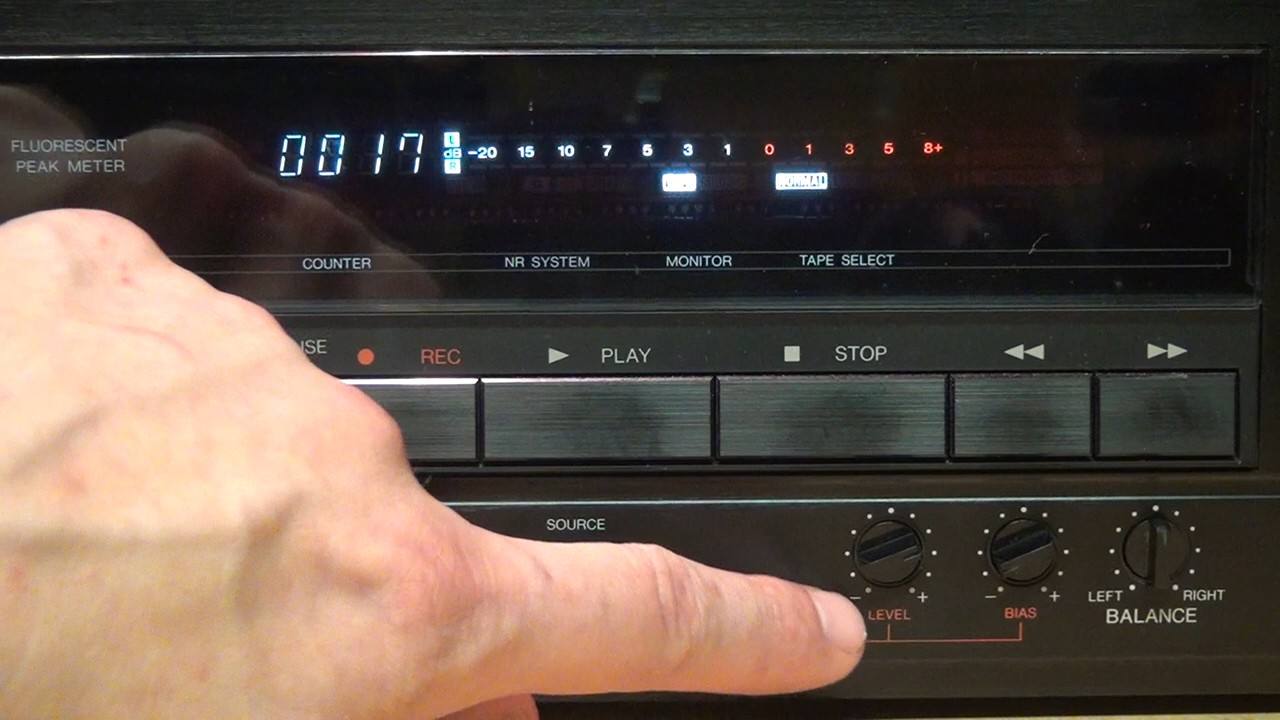 FLUORESCENT
PEAK METER
0017
L
dB
R
-20 15 10 7 5 3 1 0 1 3 5 8+
NORMAL
COUNTER NR SYSTEM MONITOR TAPE SELECT
REC PLAY STOP
SOURCE
- + - + LEFT RIGHT
LEVEL BIAS BALANCE